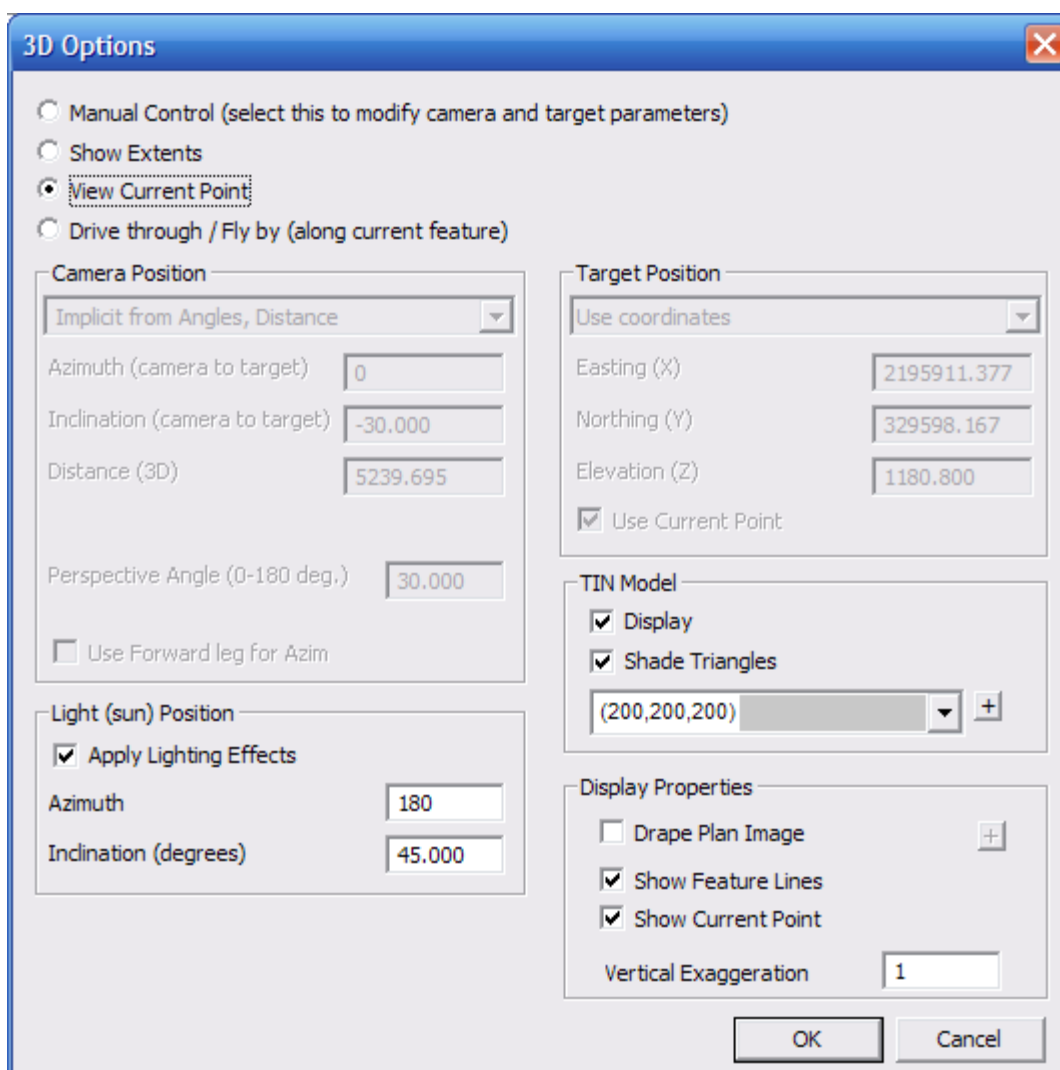 3D Options
Manual Control (select this to modify camera and target parameters)
Show Extents
View Current Point
Drive through / Fly by (along current feature)
Camera Position
Implicit from Angles, Distance
Azimuth (camera to target) 0
Inclination (camera to target) -30.000
Distance (3D) 5239.695
Perspective Angle (0-180 deg.) 30.000
Use Forward leg for Azim
Light (sun) Position
Apply Lighting Effects
Azimuth 180
Inclination (degrees) 45.000
Target Position
Use coordinates
Easting (X) 2195911.377
Northing (Y) 329598.167
Elevation (Z) 1180.800
Use Current Point
TIN Model
Display
Shade Triangles
(200,200,200) +
Display Properties
Drape Plan Image +
Show Feature Lines
Show Current Point
Vertical Exaggeration 1
OK Cancel